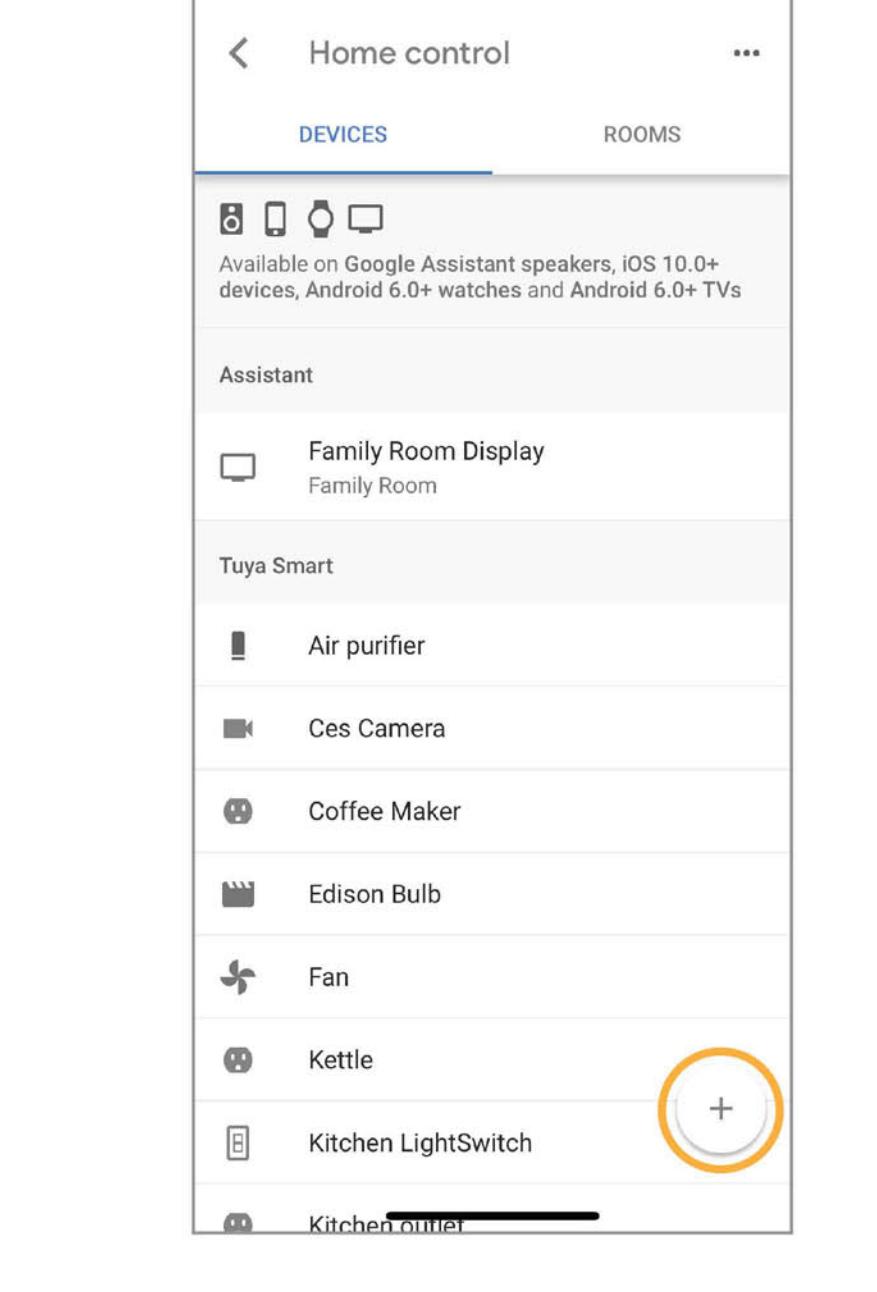 Home control
DEVICES
ROOMS
Available on Google Assistant speakers, iOS 10.0+
devices, Android 6.0+ watches and Android 6.0+ TVs
Assistant
Family Room Display
Family Room
Tuya Smart
Air purifier
Ces Camera
Coffee Maker
Edison Bulb
Fan
Kettle
Kitchen LightSwitch
Kitchen outlet